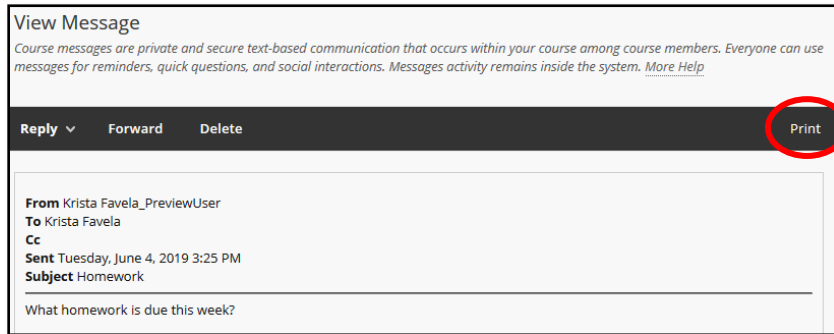 View Message
Course messages are private and secure text-based communication that occurs within your course among course members. Everyone can use
messages for reminders, quick questions, and social interactions. Messages activity remains inside the system. More Help
Reply Forward Delete Print
From Krista Favela_PreviewUser
To Krista Favela
Cc
Sent Tuesday, June 4, 2019 3:25 PM
Subject Homework
What homework is due this week?